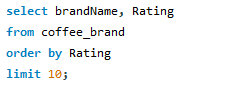 select brandName, Rating
from coffee_brand
order by Rating
limit 10;